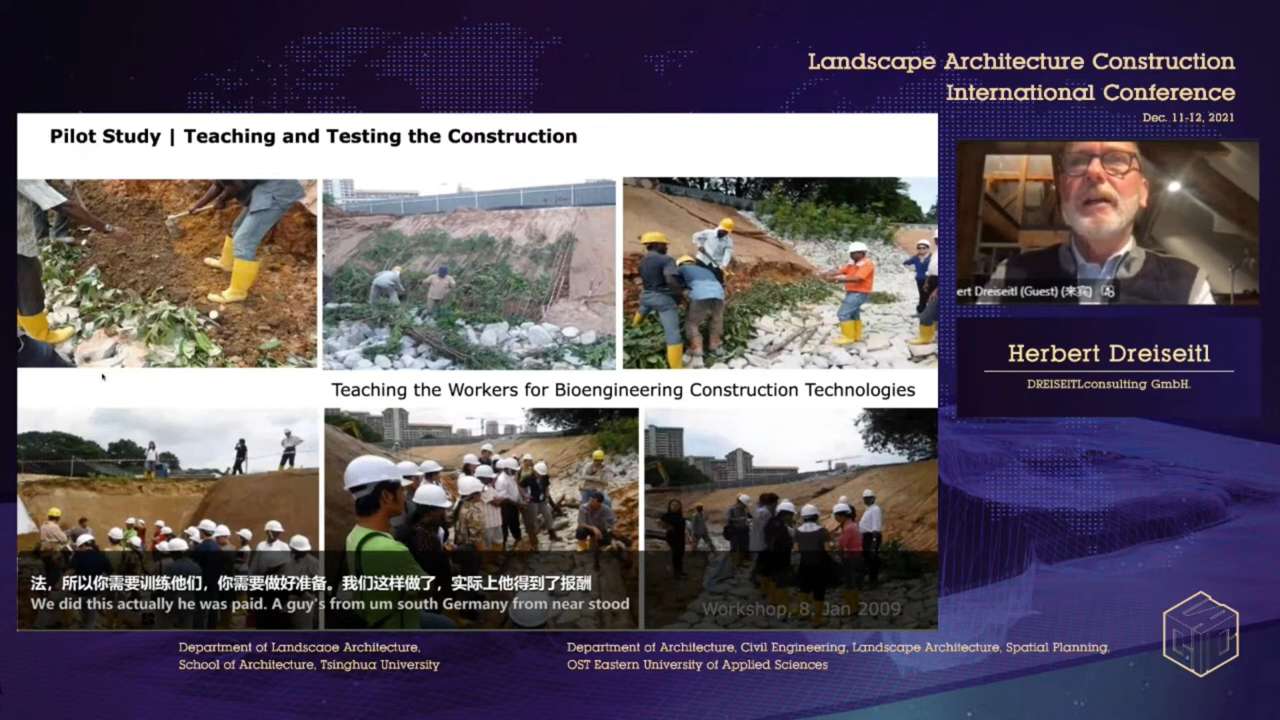 Landscape Architecture Construction
International Conference
Dec. 11-12, 2021
Pilot Study | Teaching and Testing the Construction
Teaching the Workers for Bioengineering Construction Technologies
法，所以你需要训练他们，你需要做好准备。我们这样做了，实际上他得到了报酬
We did this actually he was paid. A guy's from um south Germany from near stood
Workshop, 8. Jan 2009
ert Dreiseitl (Guest) (来宾)
Herbert Dreiseitl
DREISEITLconsulting GmbH.
Department of Landscaoe Architecture,
School of Architecture, Tsinghua University
Department of Architecture, Civil Engineering, Landscape Architecture, Spatial Planning,
OST Eastern University of Applied Sciences